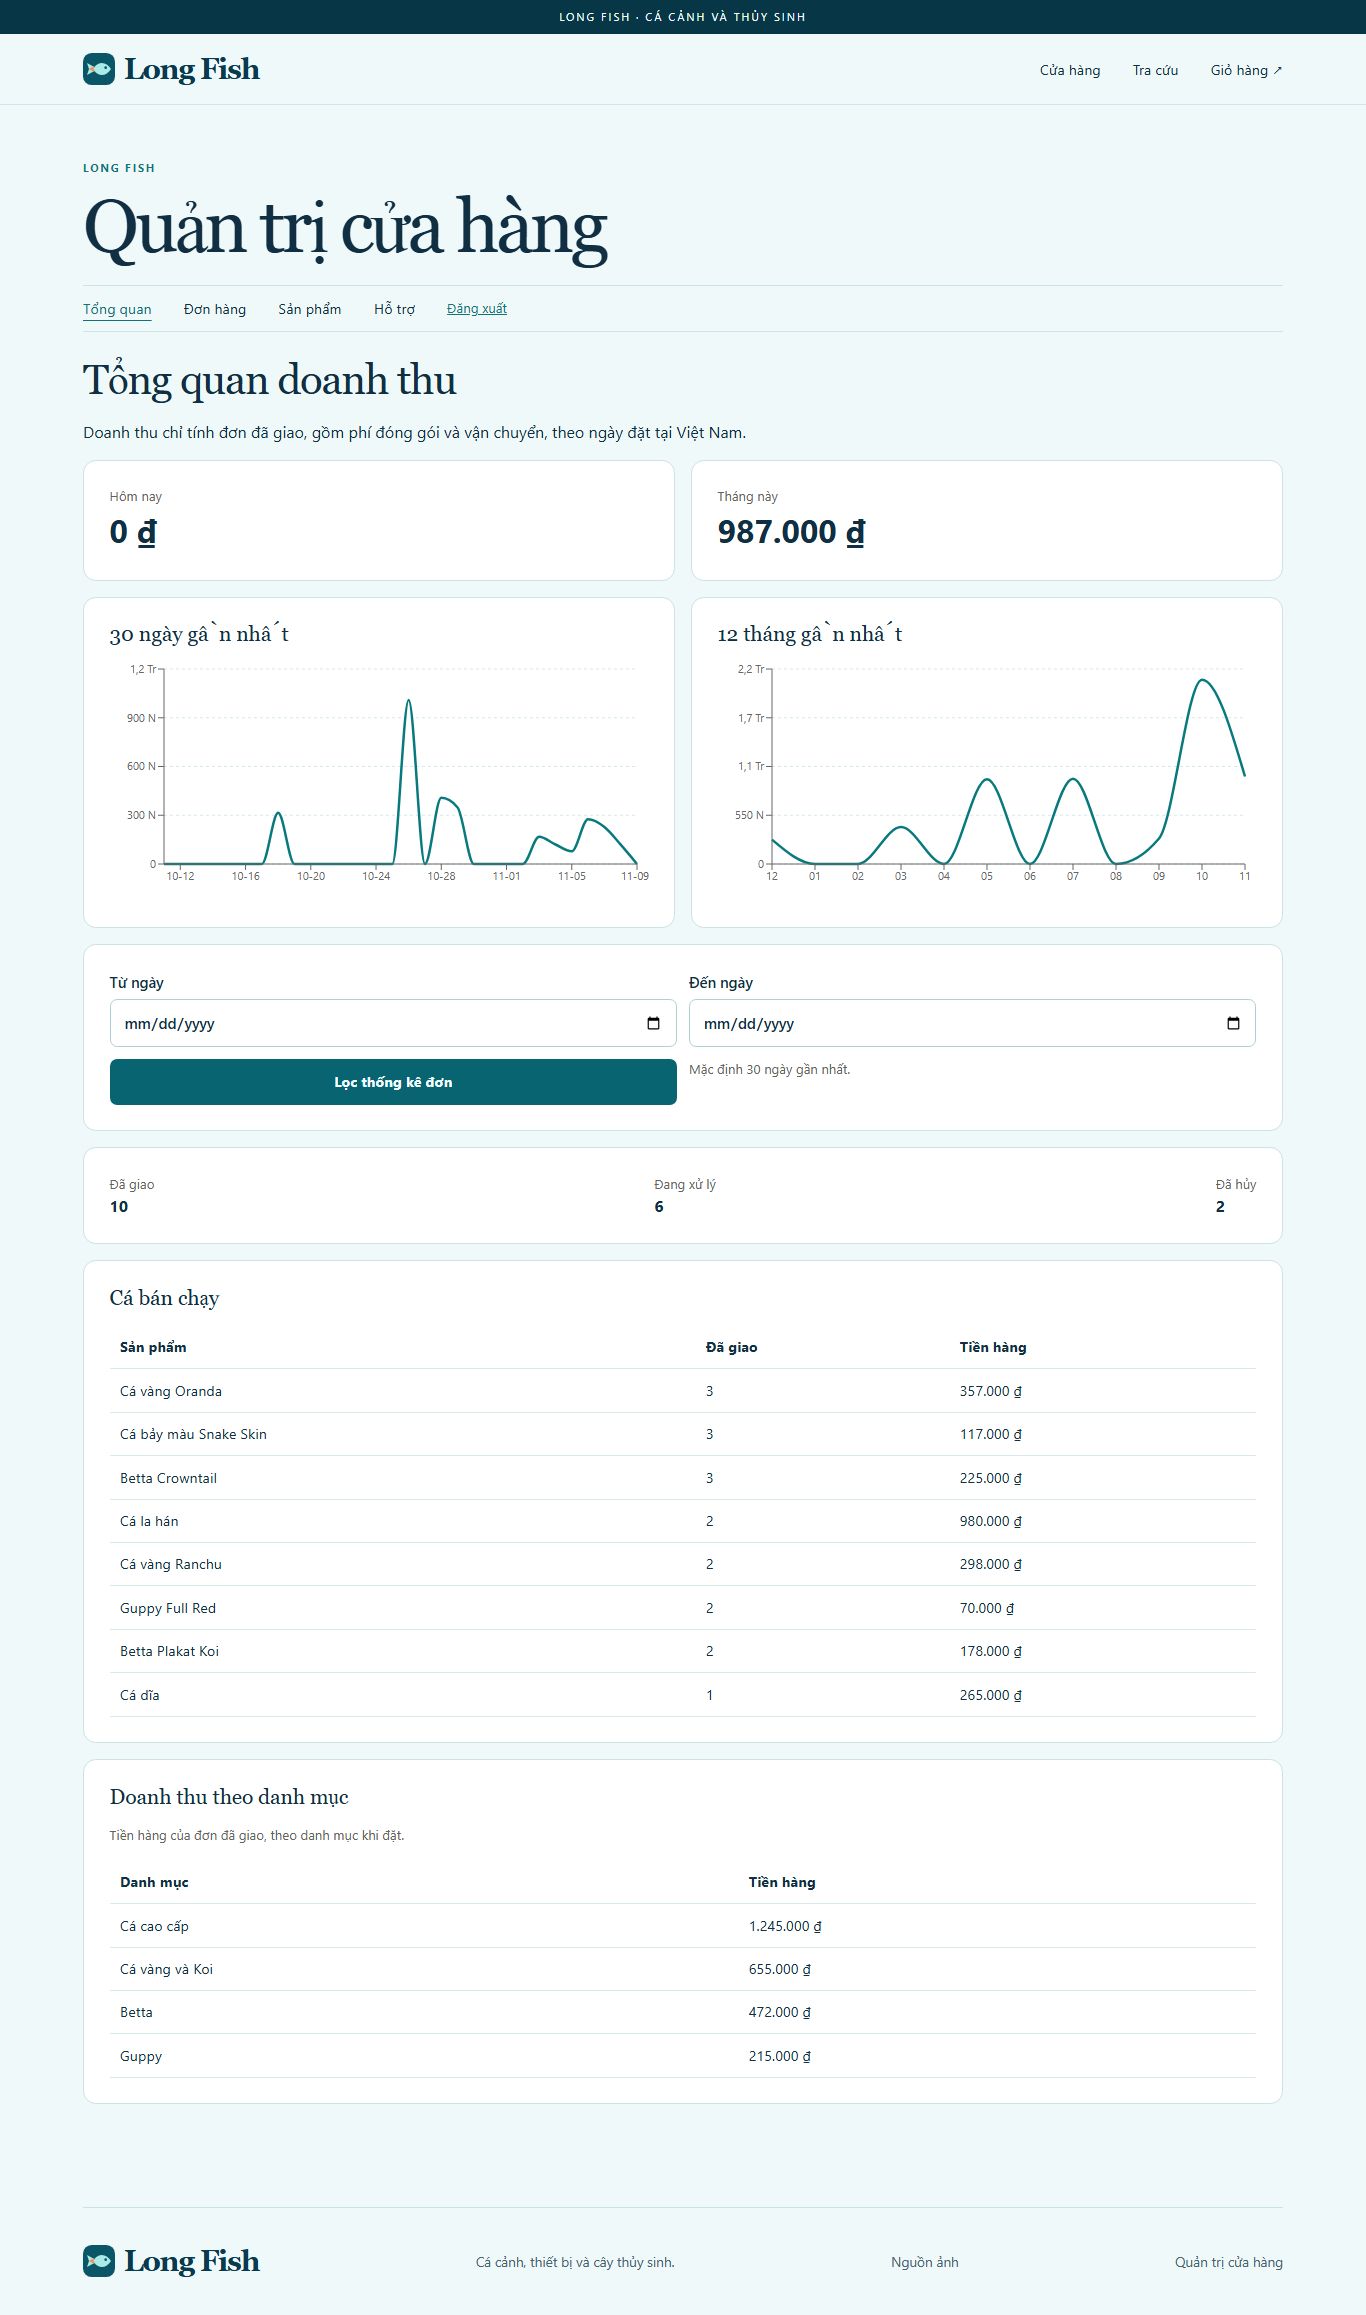 LONG FISH · CÁ CẢNH VÀ THỦY SINH
Long Fish
Cửa hàng
Tra cứu
Giỏ hàng ↗
LONG FISH
Quản trị cửa hàng
Tổng quan
Đơn hàng
Sản phẩm
Hỗ trợ
Đăng xuất
Tổng quan doanh thu
Doanh thu chỉ tính đơn đã giao, gồm phí đóng gói và vận chuyển, theo ngày đặt tại Việt Nam.
Hôm nay
0 ₫
Tháng này
987.000 ₫
30 ngày gần nhất
1,2 Tr
900 N
600 N
300 N
0
10-12 10-16 10-20 10-24 10-28 11-01 11-05 11-09
12 tháng gần nhất
2,2 Tr
1,7 Tr
1,1 Tr
550 N
0
12 01 02 03 04 05 06 07 08 09 10 11
Từ ngày
mm/dd/yyyy
Đến ngày
mm/dd/yyyy
Lọc thống kê đơn
Mặc định 30 ngày gần nhất.
Đã giao
10
Đang xử lý
6
Đã hủy
2
Cá bán chạy
Sản phẩm Đã giao Tiền hàng
Cá vàng Oranda 3 357.000 ₫
Cá bảy màu Snake Skin 3 117.000 ₫
Betta Crowntail 3 225.000 ₫
Cá la hán 2 980.000 ₫
Cá vàng Ranchu 2 298.000 ₫
Guppy Full Red 2 70.000 ₫
Betta Plakat Koi 2 178.000 ₫
Cá dĩa 1 265.000 ₫
Doanh thu theo danh mục
Tiền hàng của đơn đã giao, theo danh mục khi đặt.
Danh mục Tiền hàng
Cá cao cấp 1.245.000 ₫
Cá vàng và Koi 655.000 ₫
Betta 472.000 ₫
Guppy 215.000 ₫
Long Fish
Cá cảnh, thiết bị và cây thủy sinh.
Nguồn ảnh
Quản trị cửa hàng